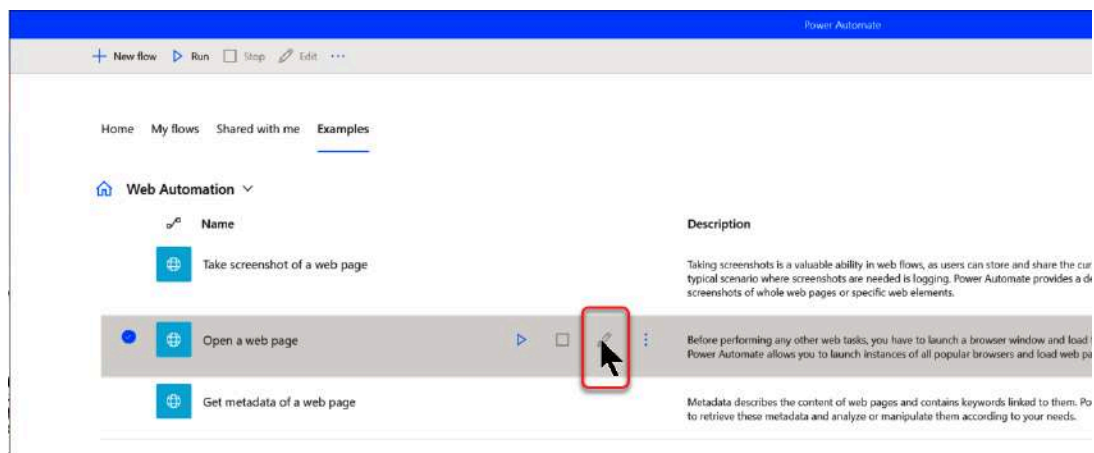 Power Automate
New flow Run Stop Edit ...
Home My flows Shared with me Examples
Web Automation
Name Description
Take screenshot of a web page
Taking screenshots is a valuable ability in web flows, as users can store and share the cur
typical scenario where screenshots are needed is logging. Power Automate provides a de
screenshots of whole web pages or specific web elements.
Open a web page
Before performing any other web tasks, you have to launch a browser window and load
Power Automate allows you to launch instances of all popular browsers and load web pa
Get metadata of a web page
Metadata describes the content of web pages and contains keywords linked to them. Po
to retrieve these metadata and analyze or manipulate them according to your needs.